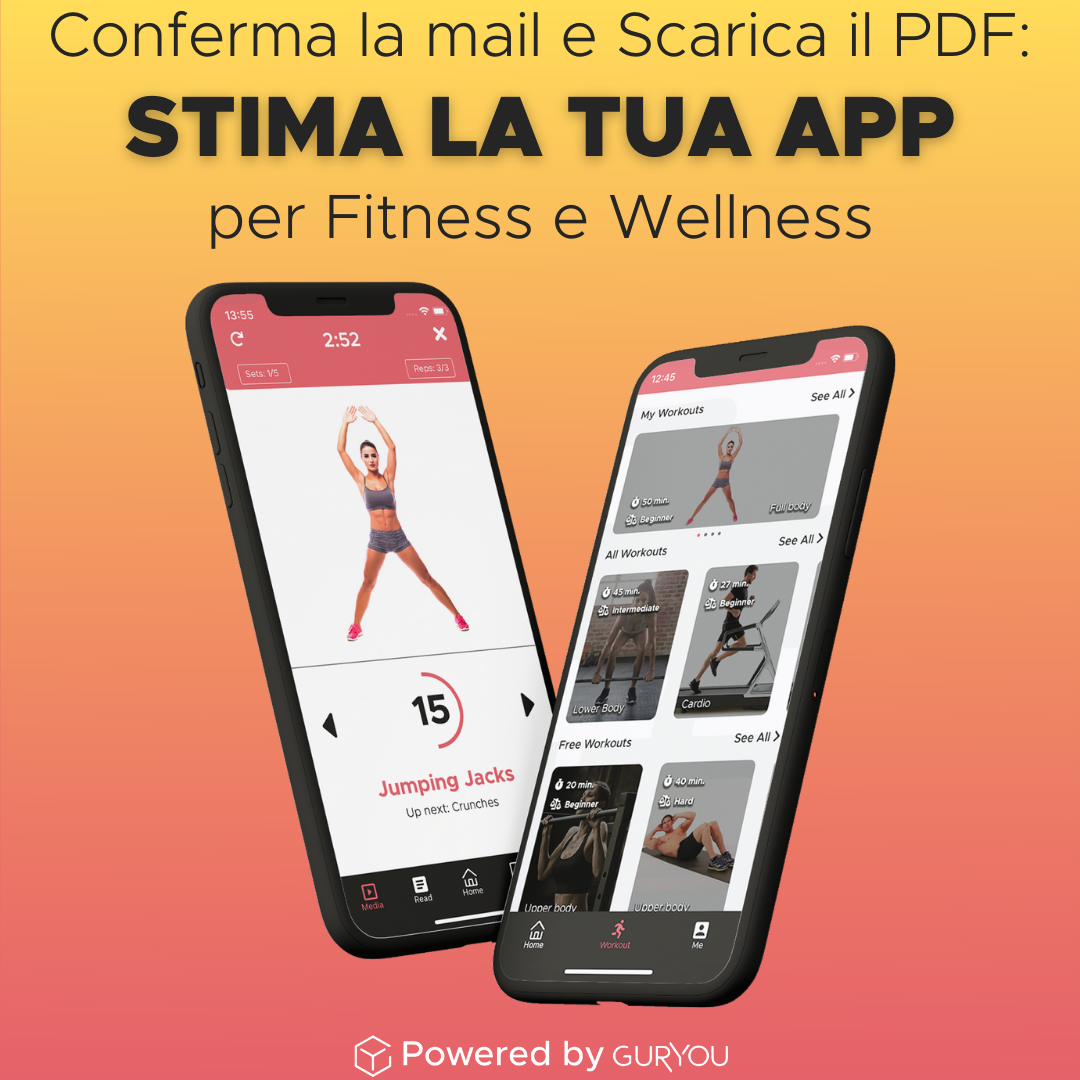 Conferma la mail e Scarica il PDF:
STIMA LA TUA APP
per Fitness e Wellness
13:55
2:52
Sets: 1/5
Reps: 3/3
15
Jumping Jacks
Up next: Crunches
Media
Read
Home
12:45
My Workouts
See All
50 min.
Beginner
Full body
All Workouts
See All
45 min.
Intermediate
Lower Body
27 min.
Beginner
Cardio
Free Workouts
See All
20 min.
Beginner
Upper body
40 min.
Hard
Upper body
Home
Workout
Me
Powered by GURYOU